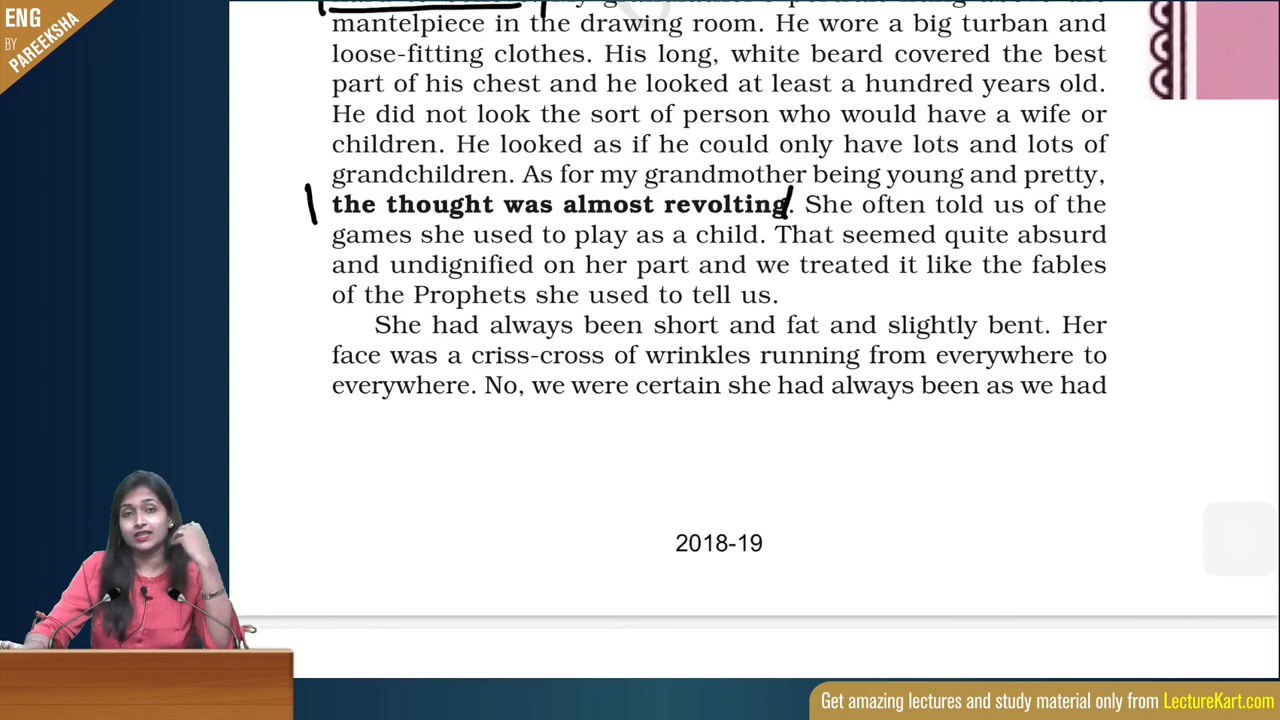 ENG
BY
PAREEKSHA
mantelpiece in the drawing room. He wore a big turban and
loose-fitting clothes. His long, white beard covered the best
part of his chest and he looked at least a hundred years old.
He did not look the sort of person who would have a wife or
children. He looked as if he could only have lots and lots of
grandchildren. As for my grandmother being young and pretty,
the thought was almost revolting. She often told us of the
games she used to play as a child. That seemed quite absurd
and undignified on her part and we treated it like the fables
of the Prophets she used to tell us.
She had always been short and fat and slightly bent. Her
face was a criss-cross of wrinkles running from everywhere to
everywhere. No, we were certain she had always been as we had
2018-19
Get amazing lectures and study material only from LectureKart.com